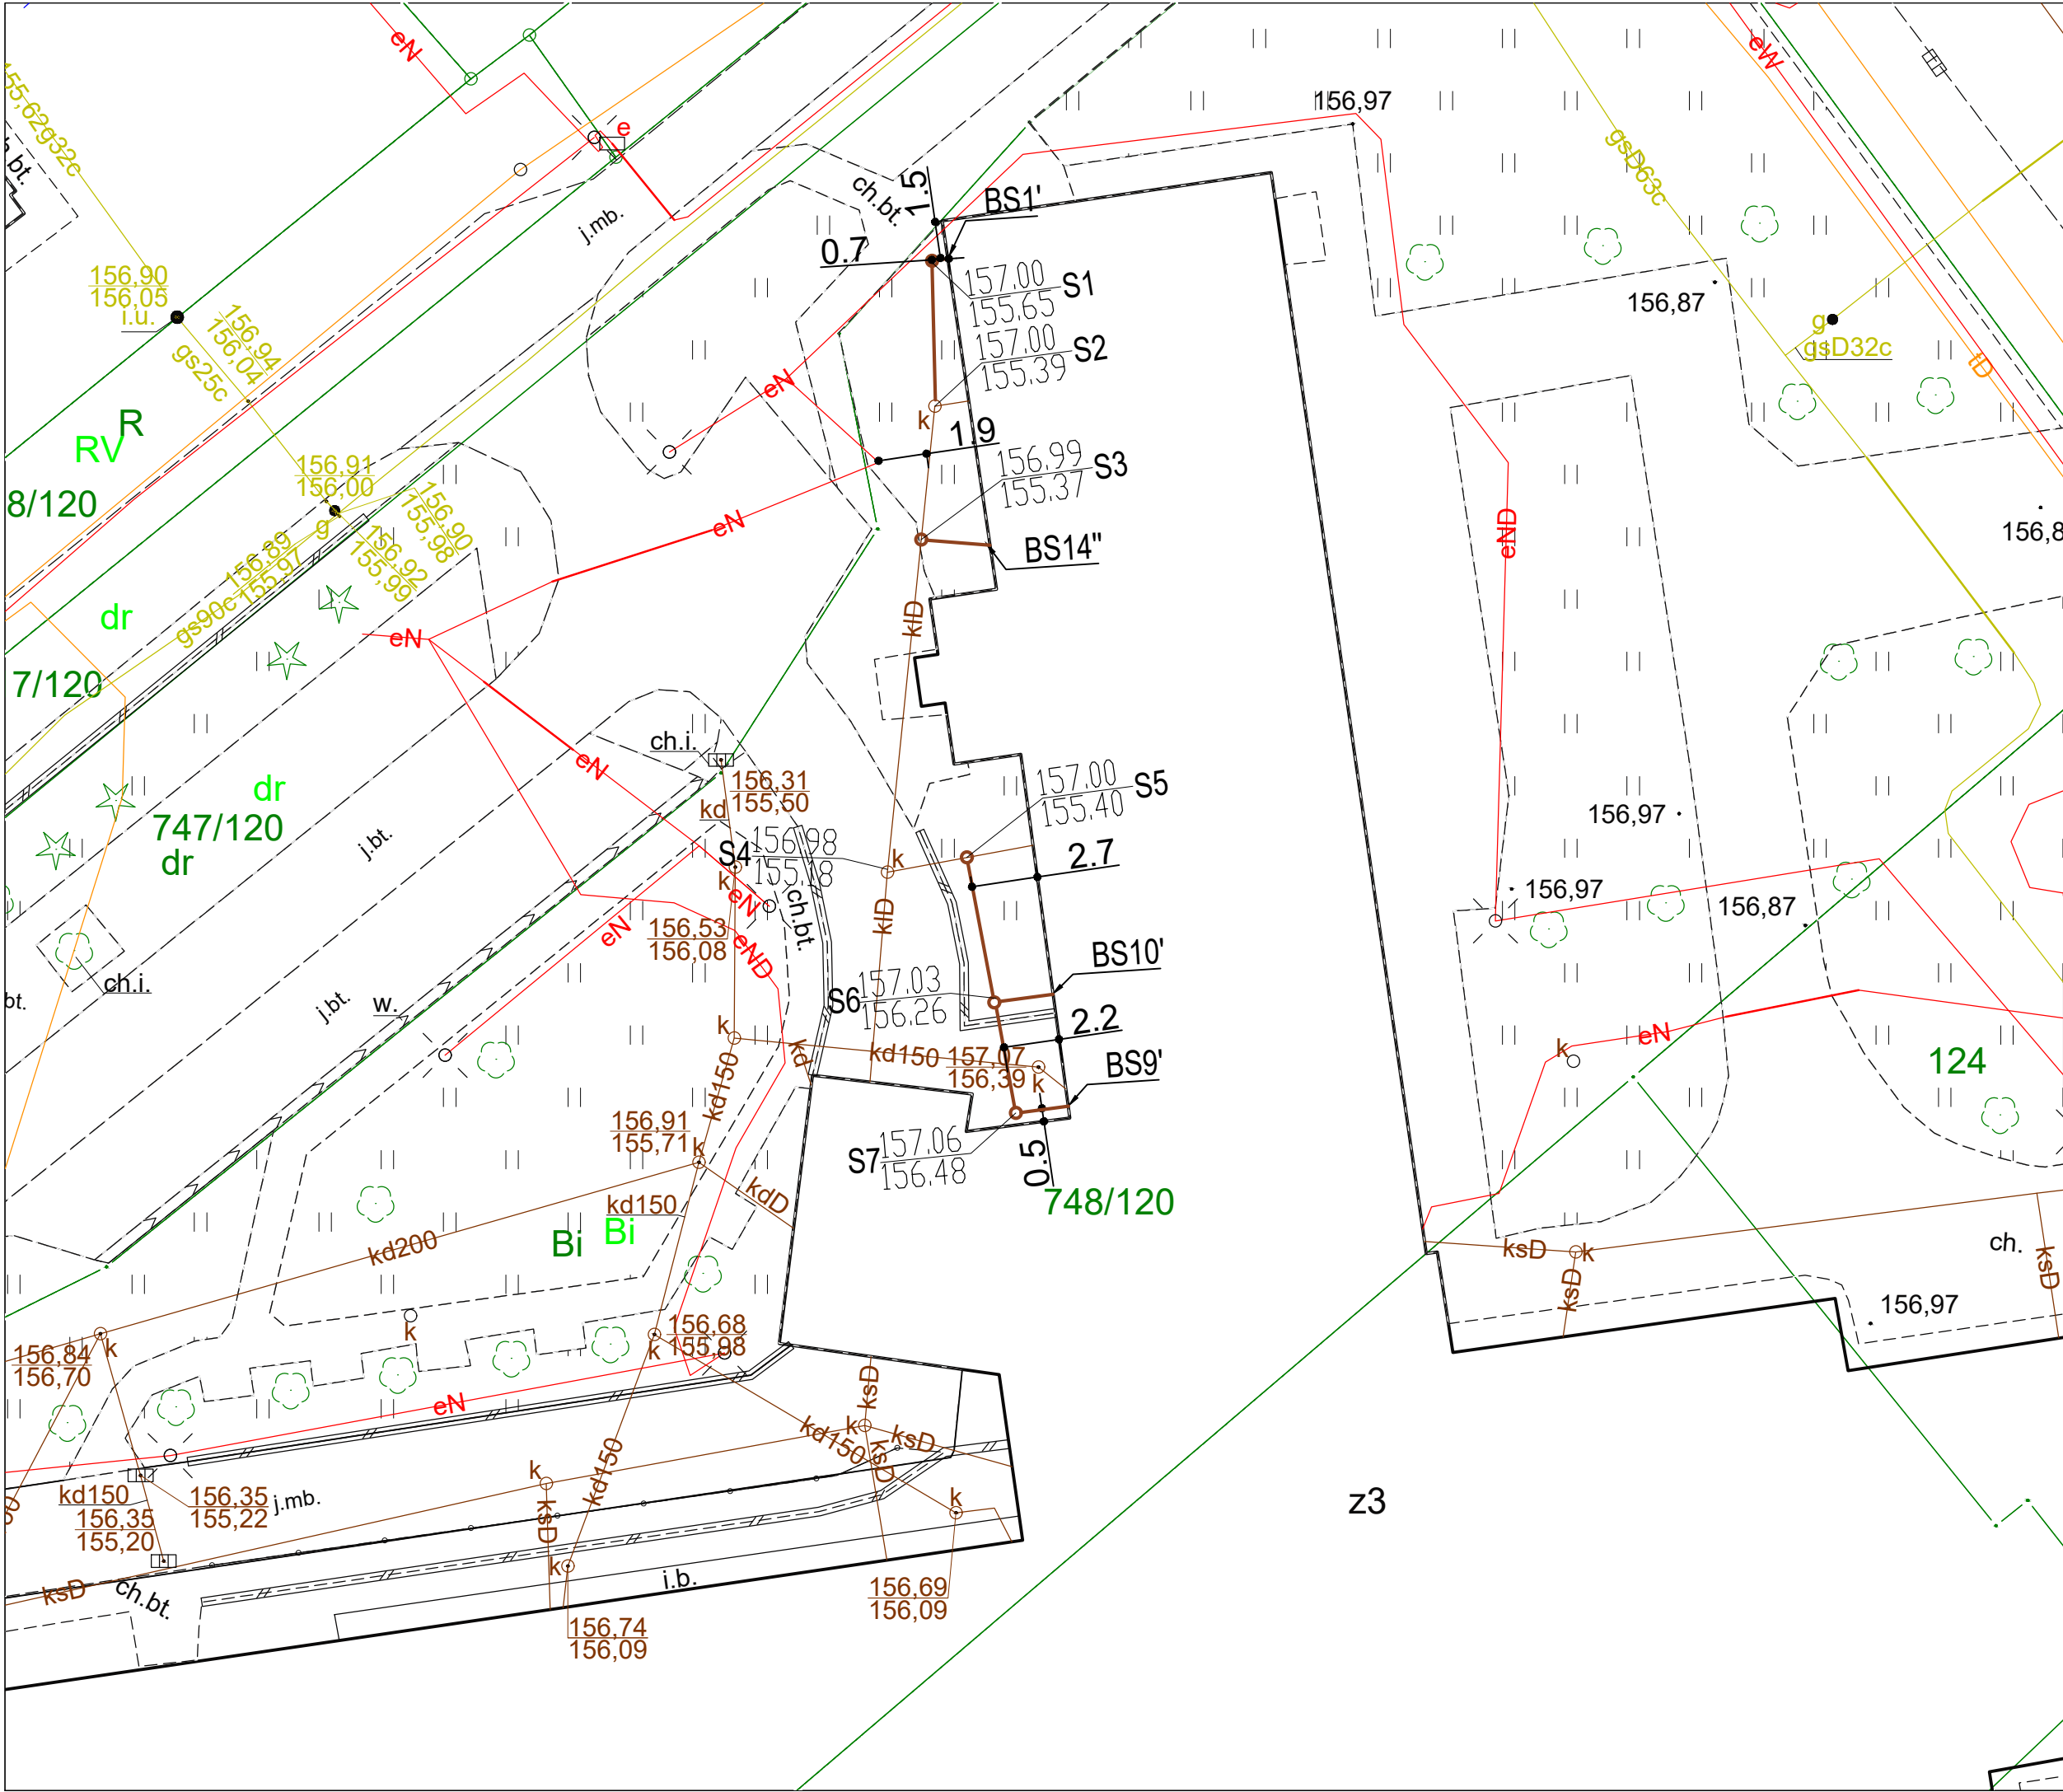 eN
e
eW
155,62g32c
ch.bt.
1.5
BS1'
156,97
gsD63c
j.mb.
0.7
156,90
156,05
i.u.
156,94
156,04
gs25c
157.00
155.65
S1
157.00
155.39
S2
156,87
g
gsD32c
tD
R
RV
8/120
eN
k
1.9
156.99
155.37
S3
156,91
156,00
156,90
155,98
g
156,89
155,97
156,92
155,99
gs90c
eN
BS14"
eND
dr
eN
klD
7/120
ch.i.
eN
156,31
155,50
kd
157.00
155.40
S5
dr
747/120
dr
j.bt.
S4
k
k
2.7
156,97
eN
ch.bt.
156,97
156,87
eN
156,53
156,08
eND
klD
BS10'
ch.i.
bt.
j.bt.
w.
S6
157.03
156.26
2.2
k
kd
kd150
157,07
156,39
k
BS9'
eN
k
124
kd150
156,91
155,71
k
S7
157.06
156.48
0.5
kdD
748/120
kd150
kd200
Bi
Bi
ksD
k
ksD
ch.
ksD
156,97
156,84
156,70
k
k
156,68
155,98
k
eN
ksD
k
kd150
ksD
ksD
kd150
k
k
kd150
156,35
155,22
j.mb.
156,35
155,20
ksD
k
z3
ksD
ch.bt.
i.b.
156,69
156,09
156,74
156,09